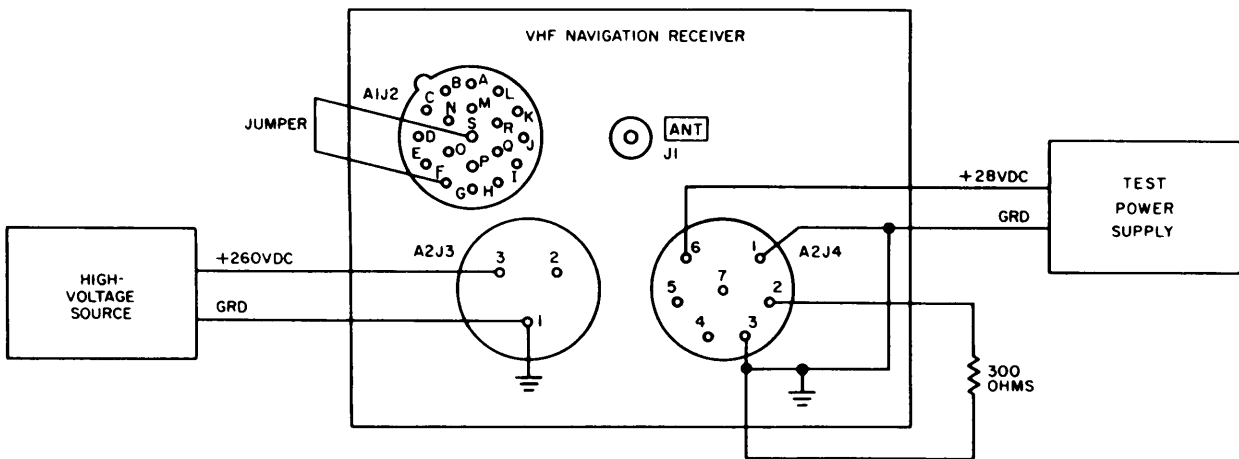 VHF NAVIGATION RECEIVER
A1J2
A
B
C
D
E
F
G
H
I
J
K
L
M
N
O
P
Q
R
S
JUMPER
ANT
J1
+28VDC
GRD
TEST
POWER
SUPPLY
HIGH-
VOLTAGE
SOURCE
+260VDC
GRD
A2J3
3
2
1
A2J4
6
1
7
5
2
4
3
300
OHMS